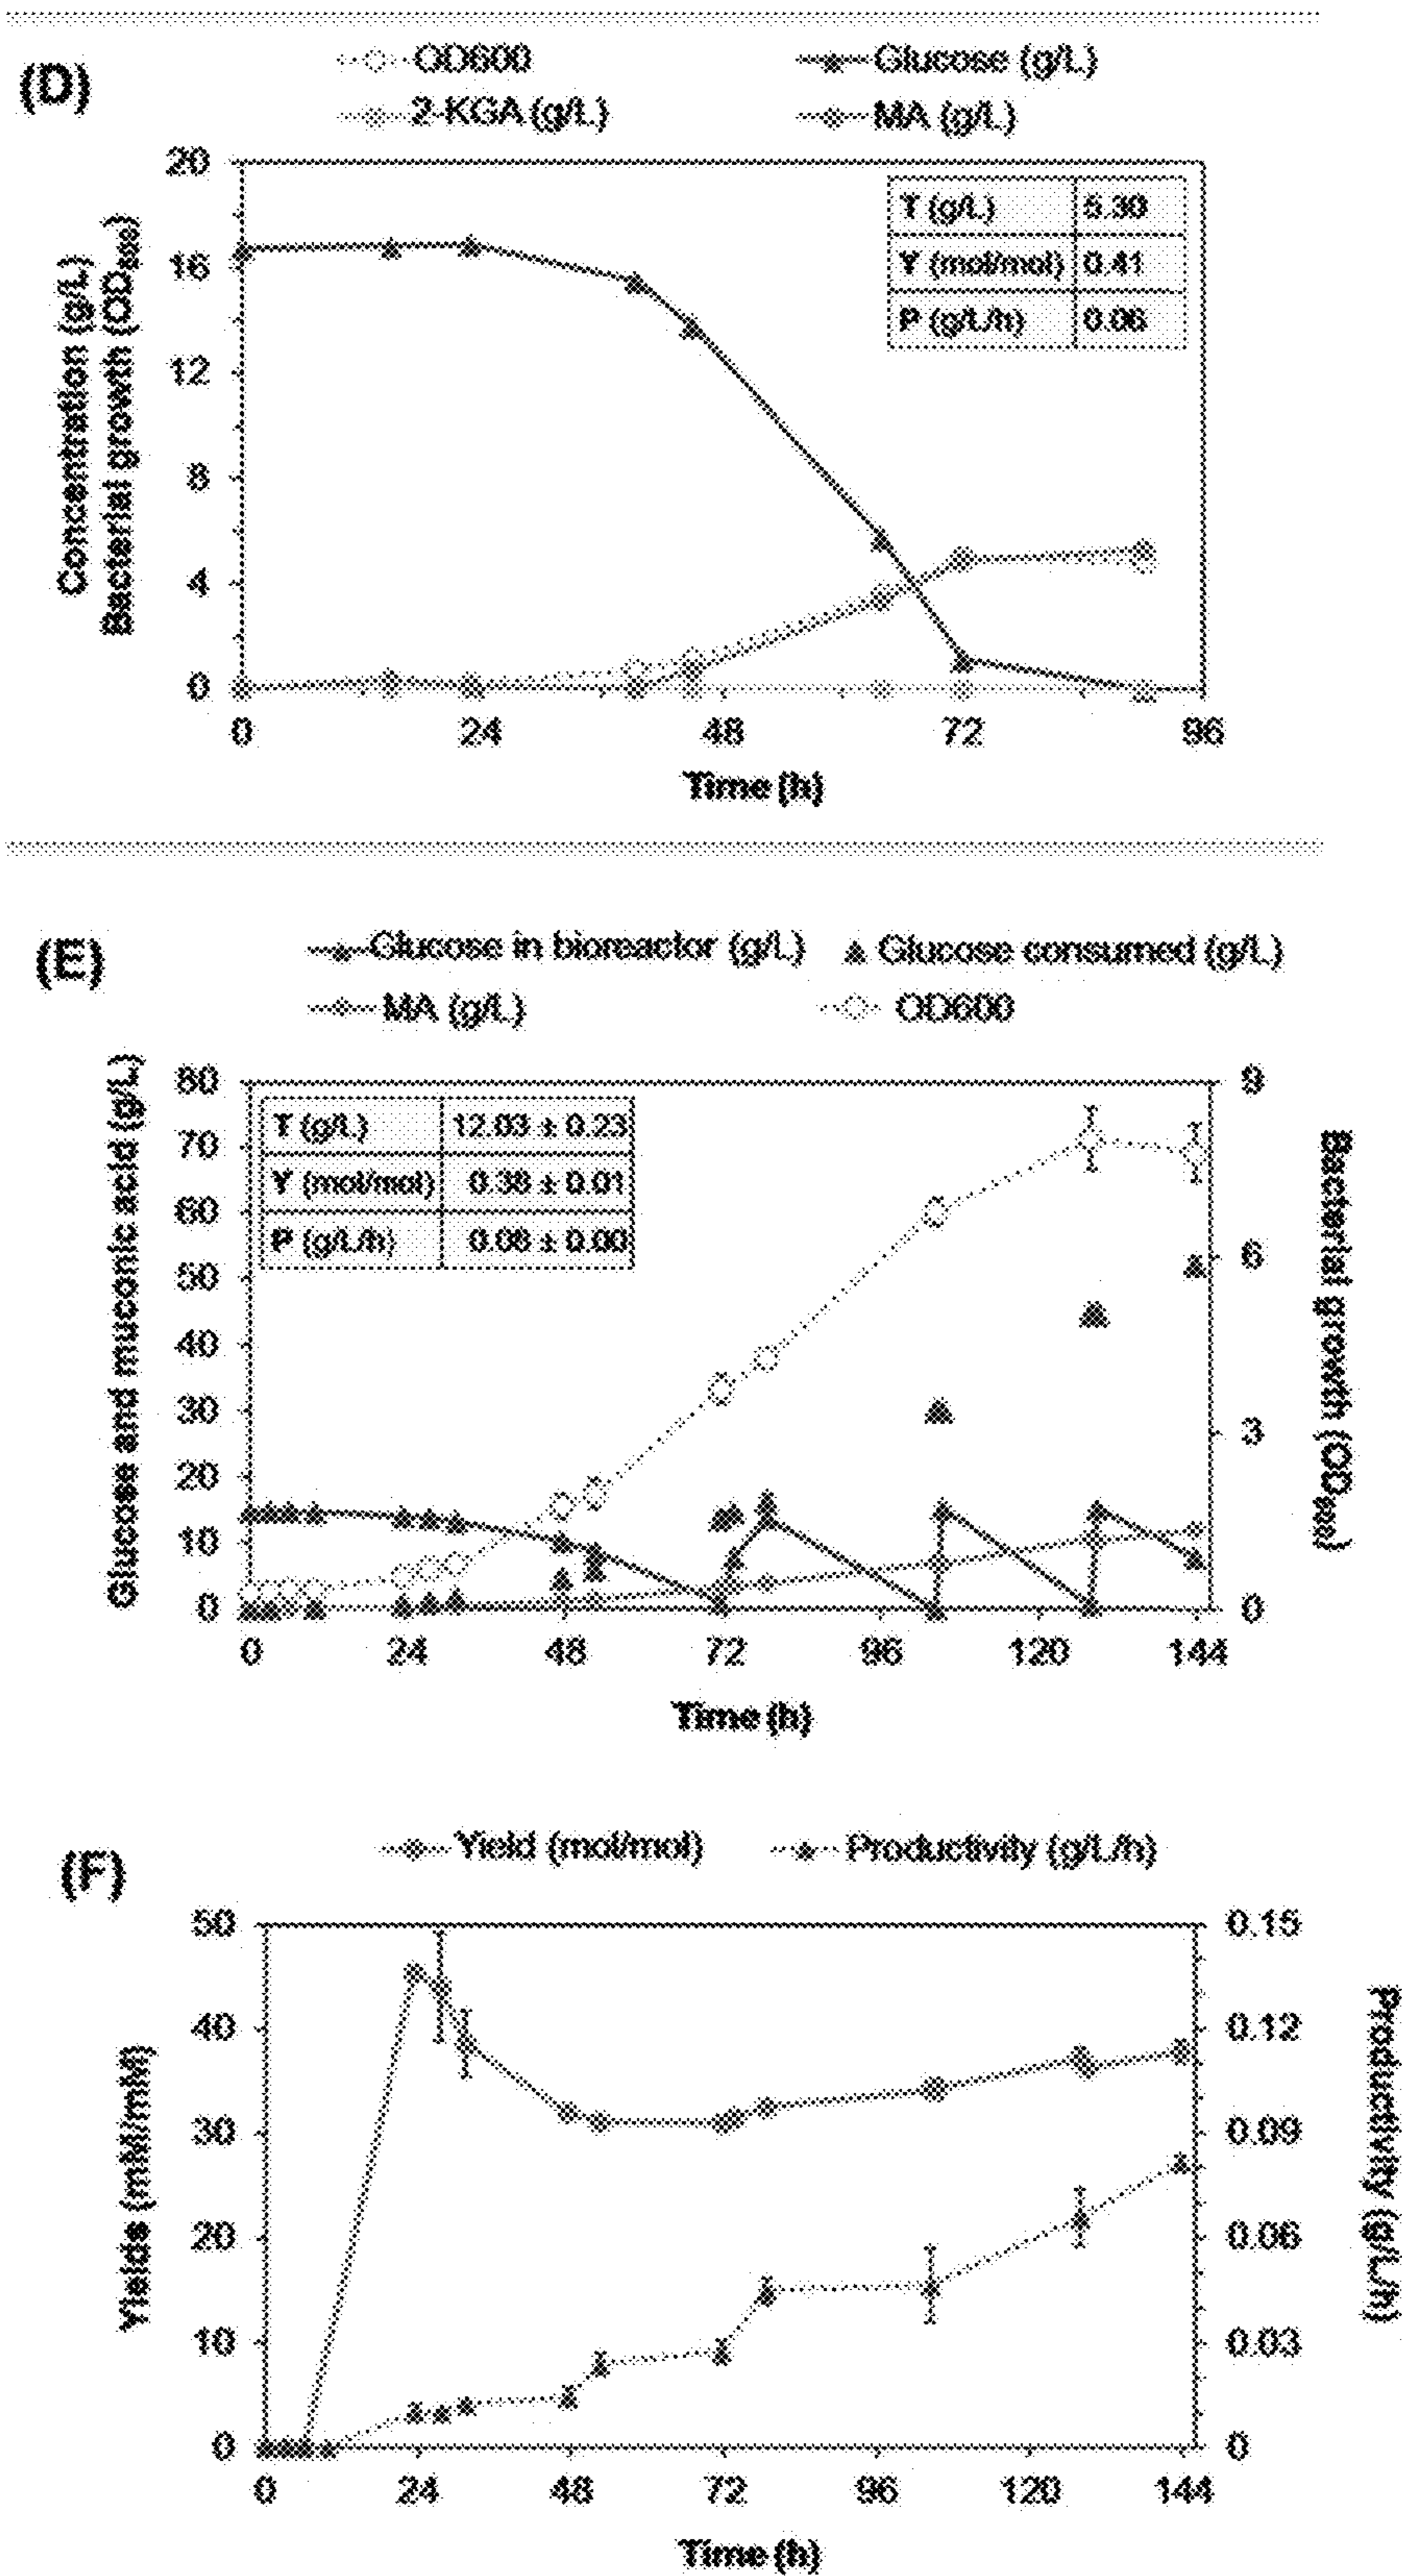 (D)
OD600 Glucose (g/L)
2-KGA (g/L) MA (g/L)
Concentration (g/L)
Bacterial growth (OD600)
20
16
12
8
4
0
T (g/L) 5.30
Y (mol/mol) 0.41
P (g/L/h) 0.06
0 24 48 72 96
Time (h)
(E)
Glucose in bioreactor (g/L) Glucose consumed (g/L)
MA (g/L) OD600
Glucose and muconic acid (g/L)
80
70
60
50
40
30
20
10
0
T (g/L) 12.03 ± 0.23
Y (mol/mol) 0.38 ± 0.01
P (g/L/h) 0.08 ± 0.00
9
6
3
0
Bacterial growth (OD600)
0 24 48 72 96 120 144
Time (h)
(F)
Yield (mol/mol) Productivity (g/L/h)
Yields (mM/mM)
50
40
30
20
10
0
0.15
0.12
0.09
0.06
0.03
0
Productivity (g/L/h)
0 24 48 72 96 120 144
Time (h)